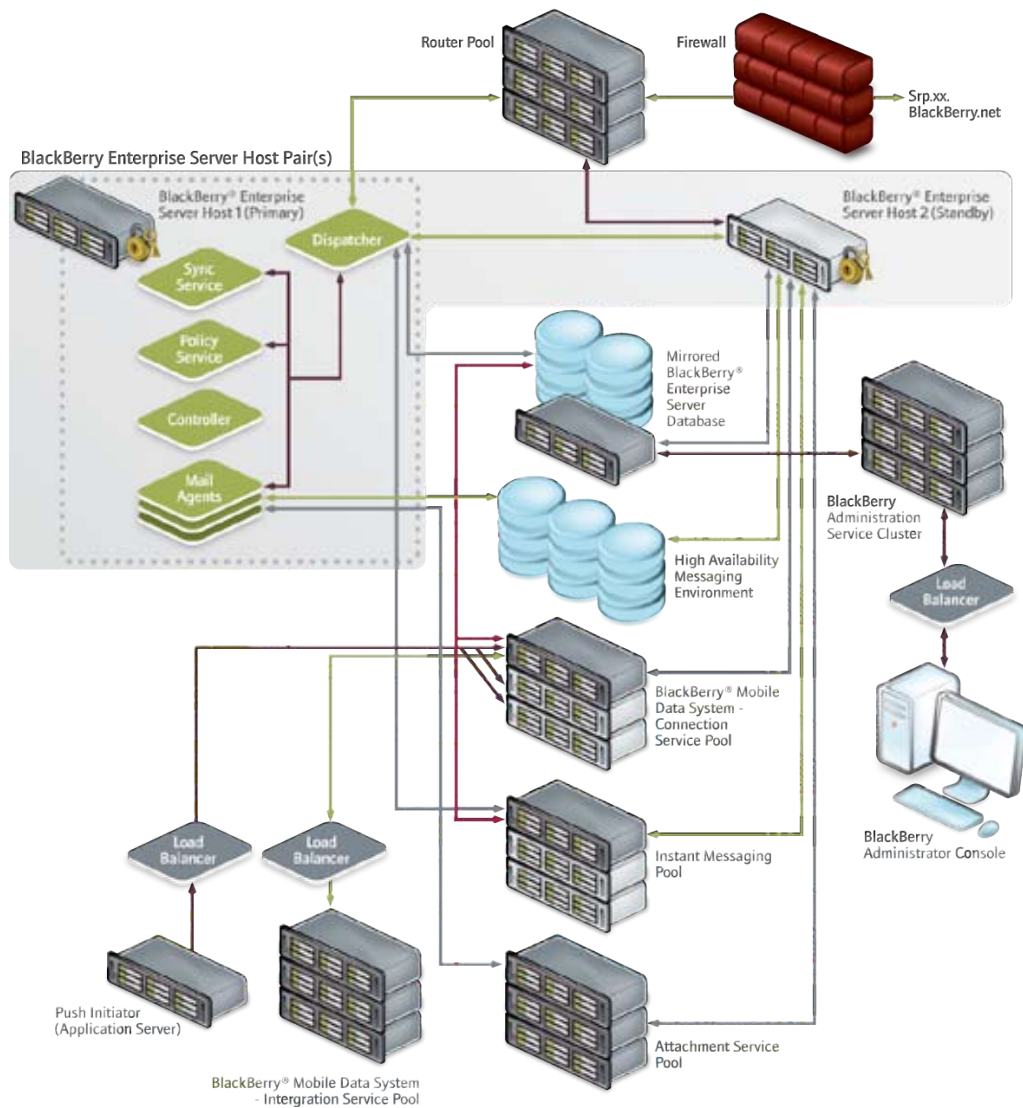 Router Pool
Firewall
Srp.xx.
BlackBerry.net
BlackBerry Enterprise Server Host Pair(s)
BlackBerry® Enterprise
Server Host 1 (Primary)
BlackBerry® Enterprise
Server Host 2 (Standby)
Dispatcher
Sync
Service
Policy
Service
Controller
Mail
Agents
Mirrored
BlackBerry®
Enterprise
Server
Database
BlackBerry
Administration
Service Cluster
High Availability
Messaging
Environment
Load
Balancer
BlackBerry® Mobile
Data System -
Connection
Service Pool
Load
Balancer
Load
Balancer
Instant Messaging
Pool
BlackBerry
Administrator Console
Push Initiator
(Application Server)
Attachment Service
Pool
BlackBerry® Mobile Data System
- Intergration Service Pool